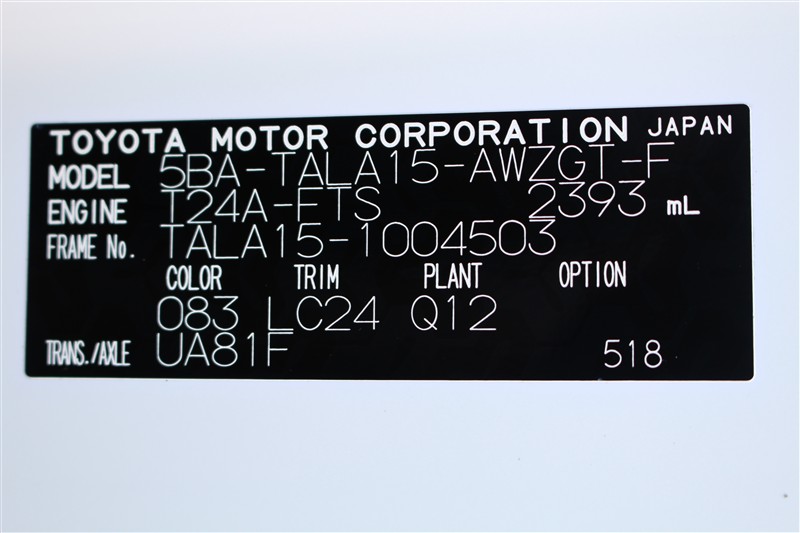 TOYOTA MOTOR CORPORATION JAPAN
MODEL 5BA-TALA15-AWZGT-F
ENGINE T24A-FTS 2393 mL
FRAME No. TALA15-1004503
COLOR TRIM PLANT OPTION
083 LC24 Q12
TRANS./AXLE UA81F 518